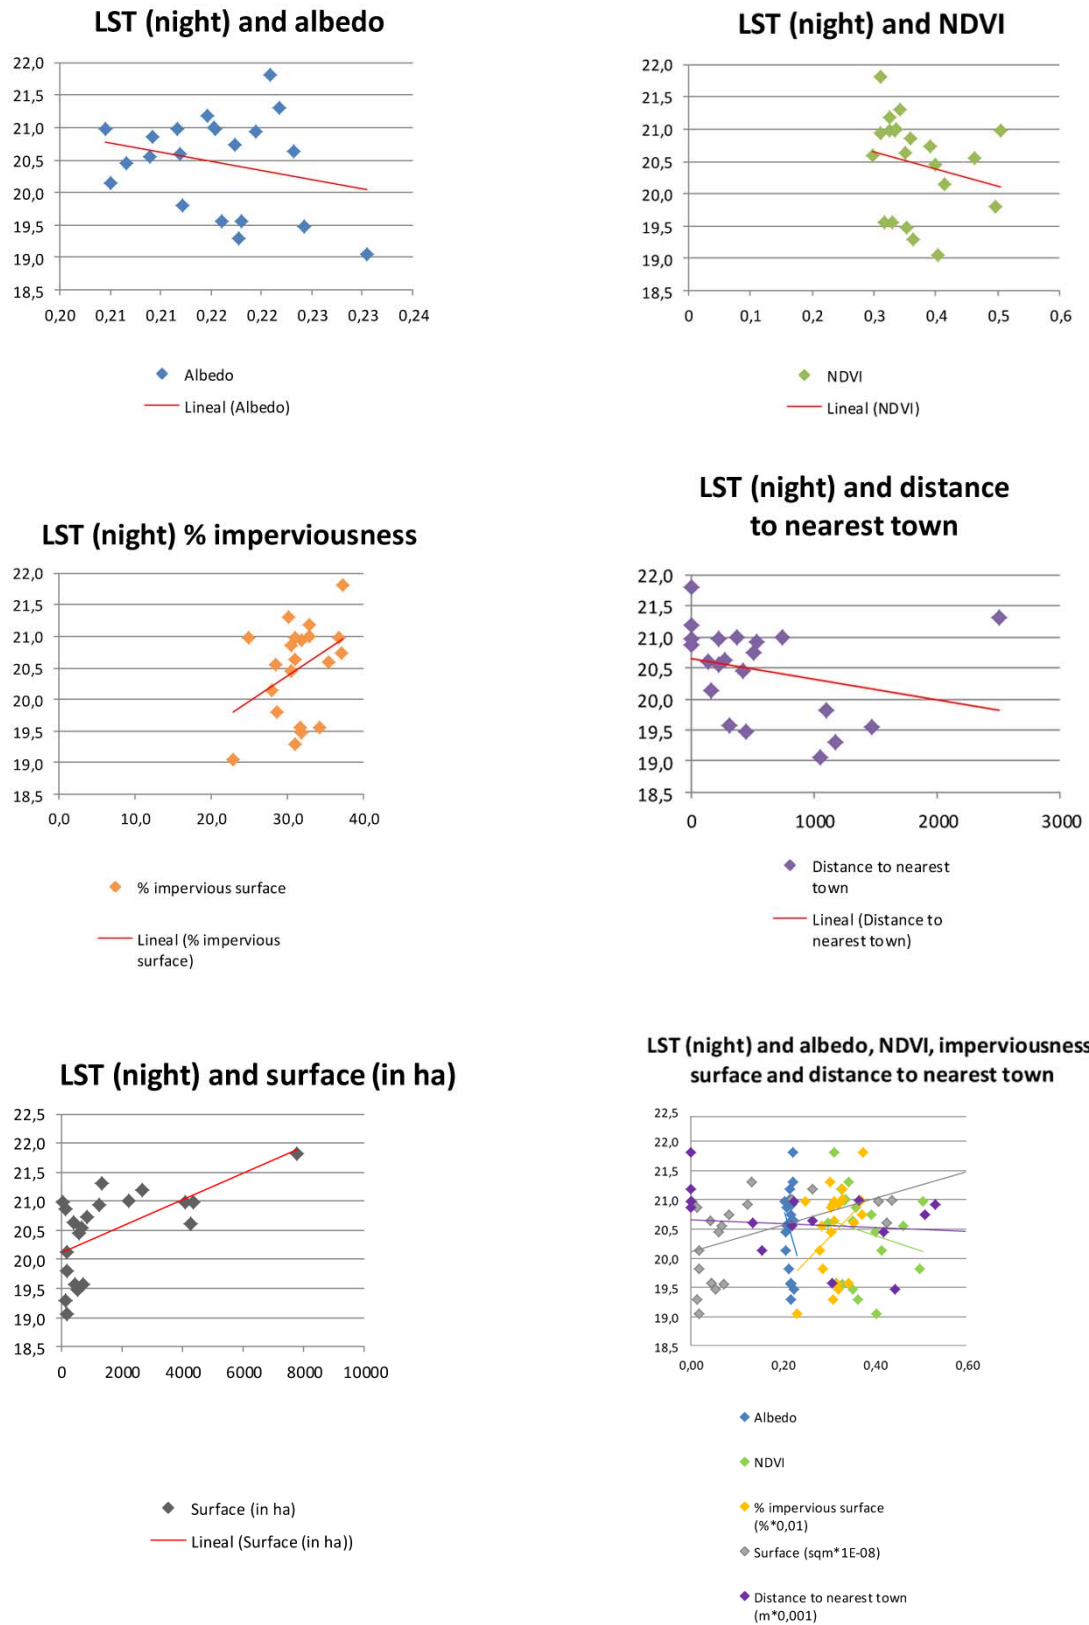 LST (night) and albedo
22,0
21,5
21,0
20,5
20,0
19,5
19,0
18,5
0,20 0,21 0,21 0,22 0,22 0,23 0,23 0,24
Albedo
Lineal (Albedo)
LST (night) and NDVI
22,0
21,5
21,0
20,5
20,0
19,5
19,0
18,5
0 0,1 0,2 0,3 0,4 0,5 0,6
NDVI
Lineal (NDVI)
LST (night) % imperviousness
22,0
21,5
21,0
20,5
20,0
19,5
19,0
18,5
0,0 10,0 20,0 30,0 40,0
% impervious surface
Lineal (% impervious
surface)
LST (night) and distance
to nearest town
22,0
21,5
21,0
20,5
20,0
19,5
19,0
18,5
0 1000 2000 3000
Distance to nearest
town
Lineal (Distance to
nearest town)
LST (night) and surface (in ha)
22,5
22,0
21,5
21,0
20,5
20,0
19,5
19,0
18,5
0 2000 4000 6000 8000 10000
Surface (in ha)
Lineal (Surface (in ha))
LST (night) and albedo, NDVI, imperviousness
surface and distance to nearest town
22,5
22,0
21,5
21,0
20,5
20,0
19,5
19,0
18,5
0,00 0,20 0,40 0,60
Albedo
NDVI
% impervious surface
(%*0,01)
Surface (sqm*1E-08)
Distance to nearest town
(m*0,001)